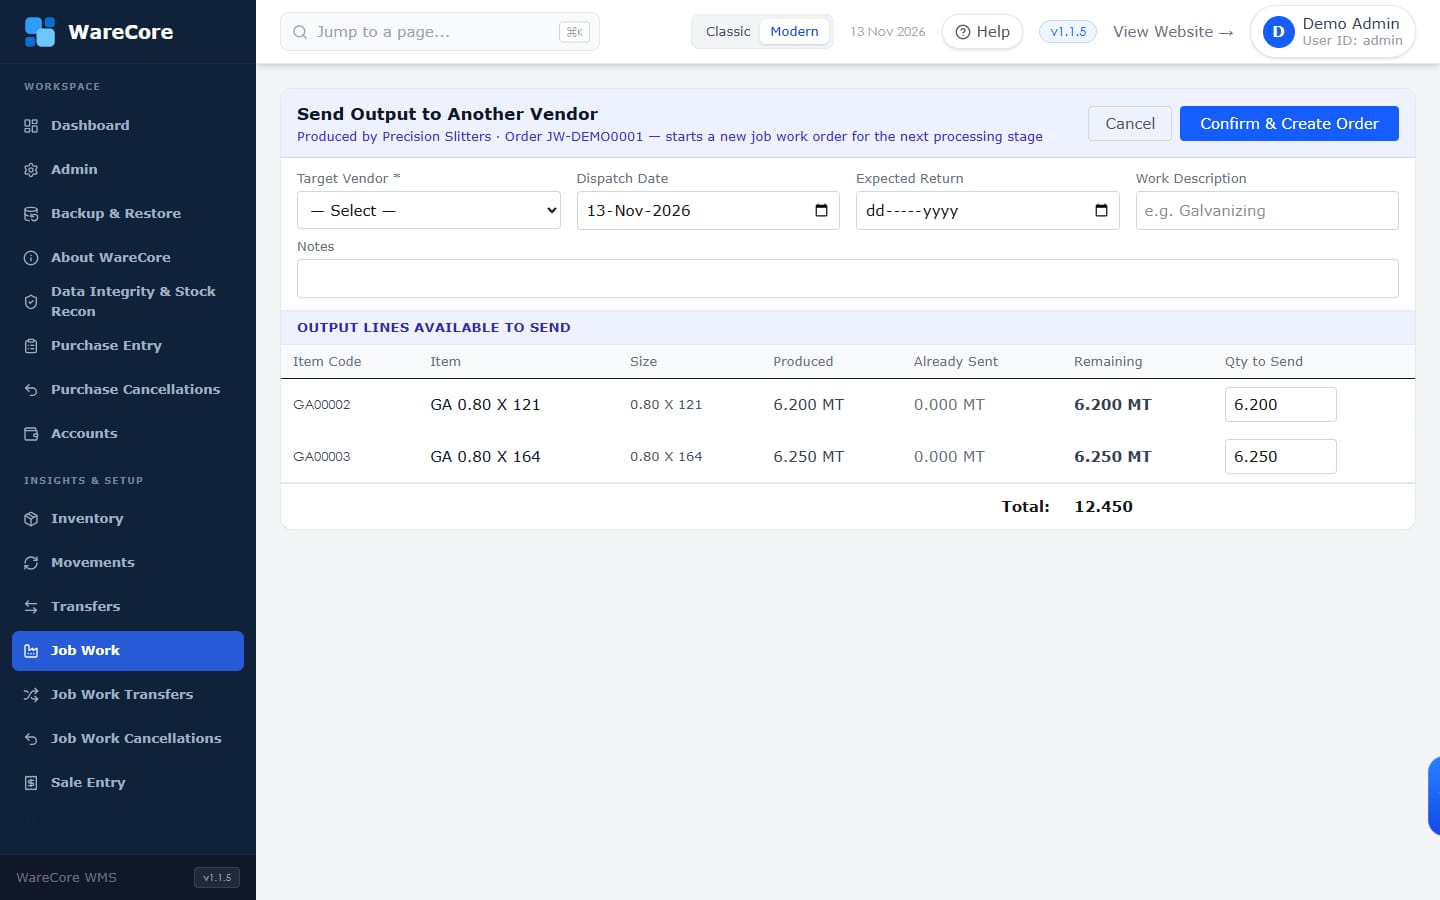 WareCore
Jump to a page...
⌘K
Classic
Modern
13 Nov 2026
Help
v1.1.5
View Website →
D
Demo Admin
User ID: admin
WORKSPACE
Dashboard
Admin
Backup & Restore
About WareCore
Data Integrity & Stock
Recon
Purchase Entry
Purchase Cancellations
Accounts
INSIGHTS & SETUP
Inventory
Movements
Transfers
Job Work
Job Work Transfers
Job Work Cancellations
Sale Entry
WareCore WMS
v1.1.5
Send Output to Another Vendor
Produced by Precision Slitters · Order JW-DEMO0001 — starts a new job work order for the next processing stage
Cancel
Confirm & Create Order
Target Vendor *
Dispatch Date
Expected Return
Work Description
— Select —
13-Nov-2026
dd-----yyyy
e.g. Galvanizing
Notes
OUTPUT LINES AVAILABLE TO SEND
Item Code Item Size Produced Already Sent Remaining Qty to Send
GA00002 GA 0.80 X 121 0.80 X 121 6.200 MT 0.000 MT 6.200 MT 6.200
GA00003 GA 0.80 X 164 0.80 X 164 6.250 MT 0.000 MT 6.250 MT 6.250
Total: 12.450